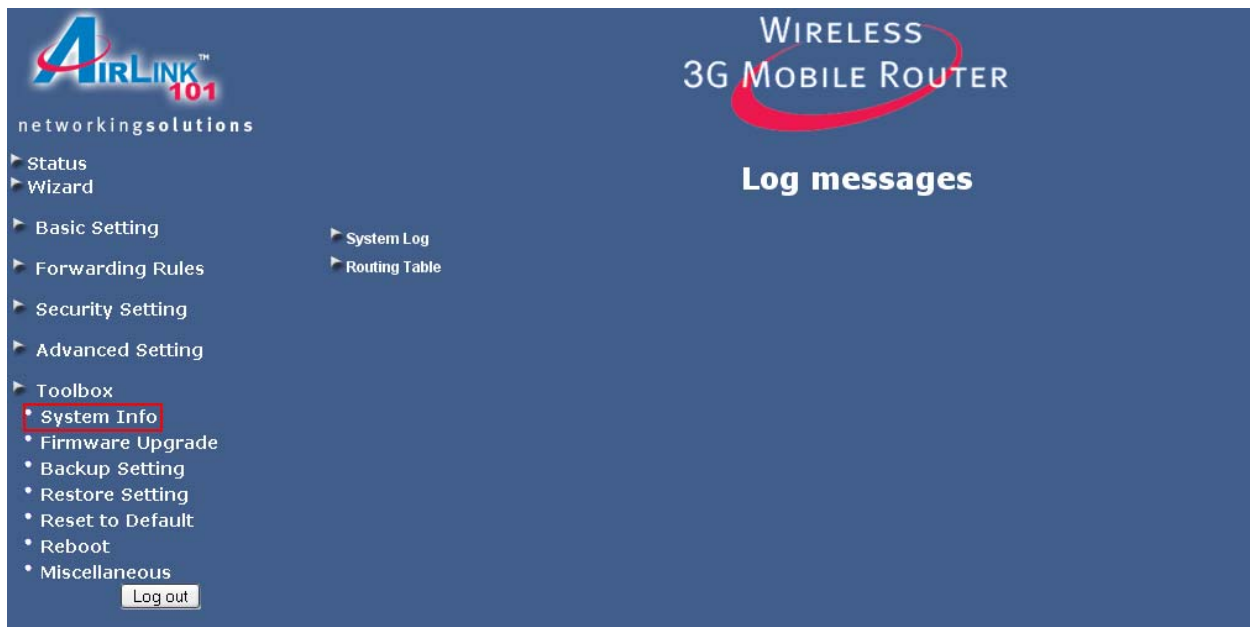 AIRLINK™
101
networkingsolutions
WIRELESS
3G MOBILE ROUTER
Log messages
Status
Wizard
Basic Setting
Forwarding Rules
Security Setting
Advanced Setting
Toolbox
System Info
Firmware Upgrade
Backup Setting
Restore Setting
Reset to Default
Reboot
Miscellaneous
Log out
System Log
Routing Table